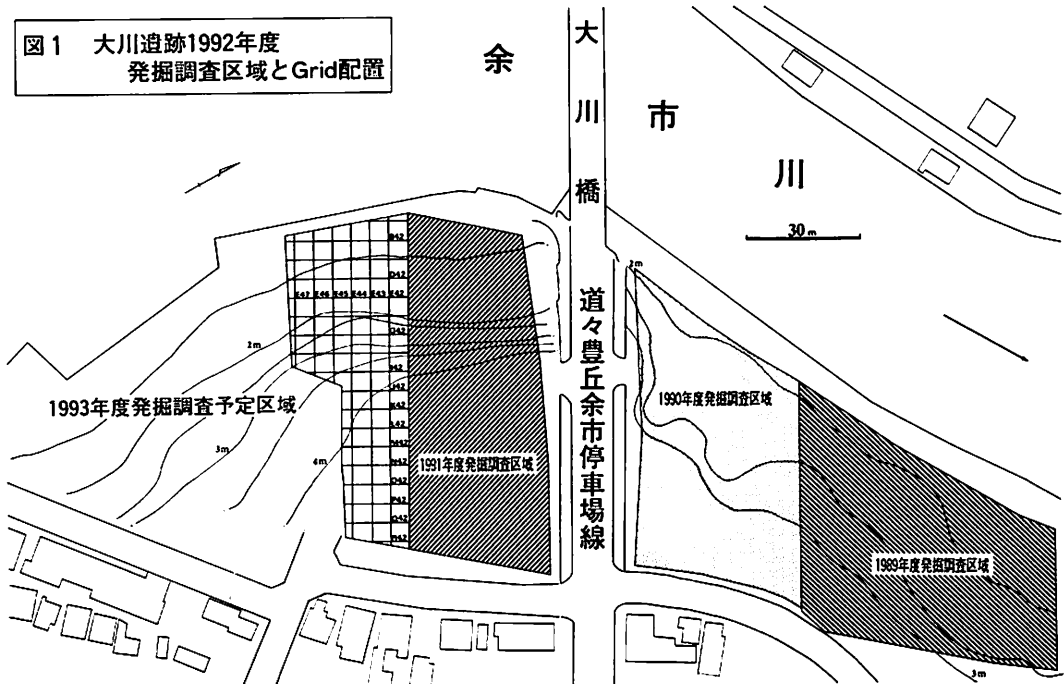 図1 大川遺跡1992年度
発掘調査区域とGrid配置
余市川
大川橋
30m
道々豊丘余市停車場線
B42
D42
E47 E46 E45 E44 E43 E42
G42
J42
K42
L42
M42
N42
O42
P42
Q42
R42
2m
3m
4m
1993年度発掘調査予定区域
1991年度発掘調査区域
2m
1990年度発掘調査区域
1989年度発掘調査区域
3m